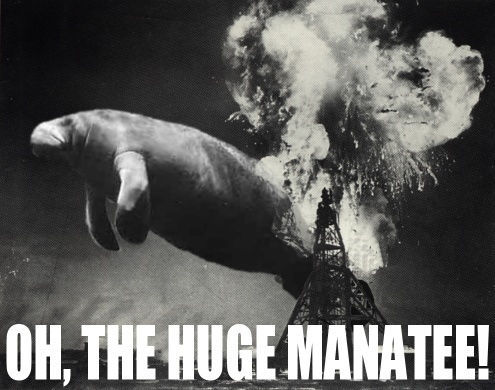 OH, THE HUGE MANATEE!